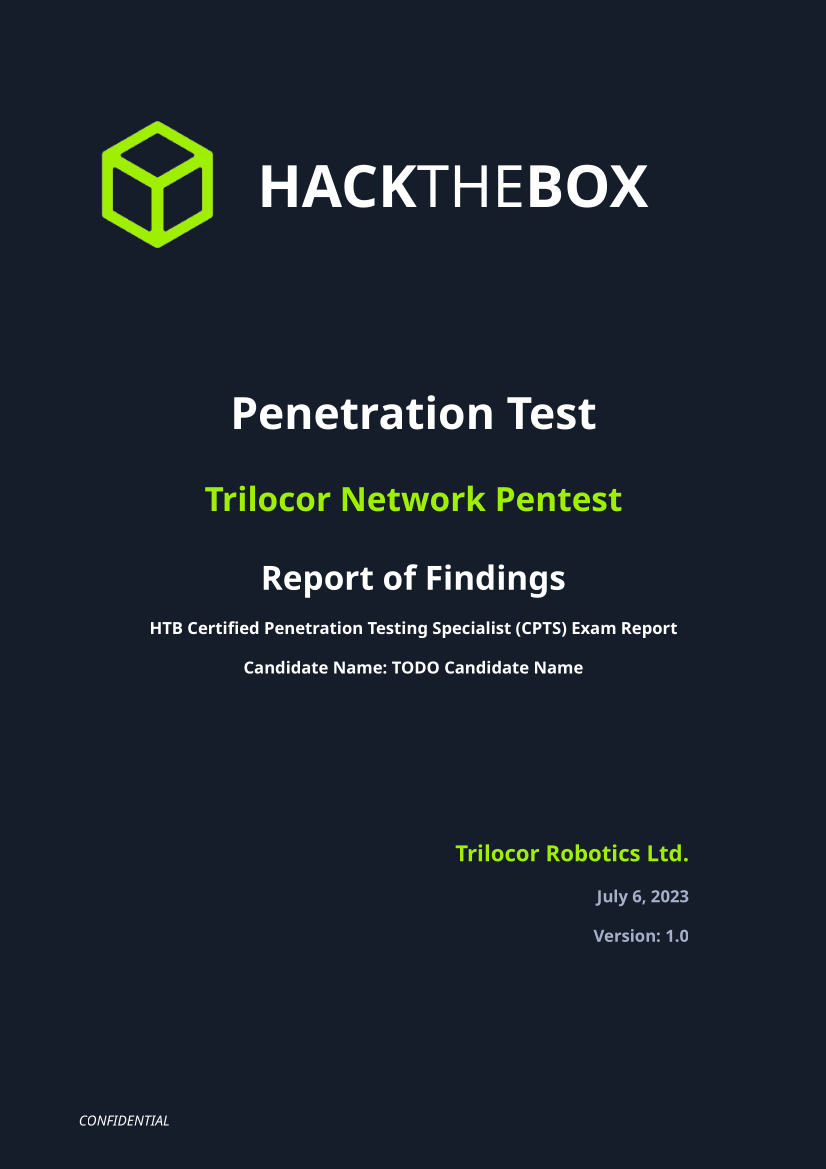 HACKTHEBOX
Penetration Test
Trilocor Network Pentest
Report of Findings
HTB Certified Penetration Testing Specialist (CPTS) Exam Report
Candidate Name: TODO Candidate Name
Trilocor Robotics Ltd.
July 6, 2023
Version: 1.0
CONFIDENTIAL